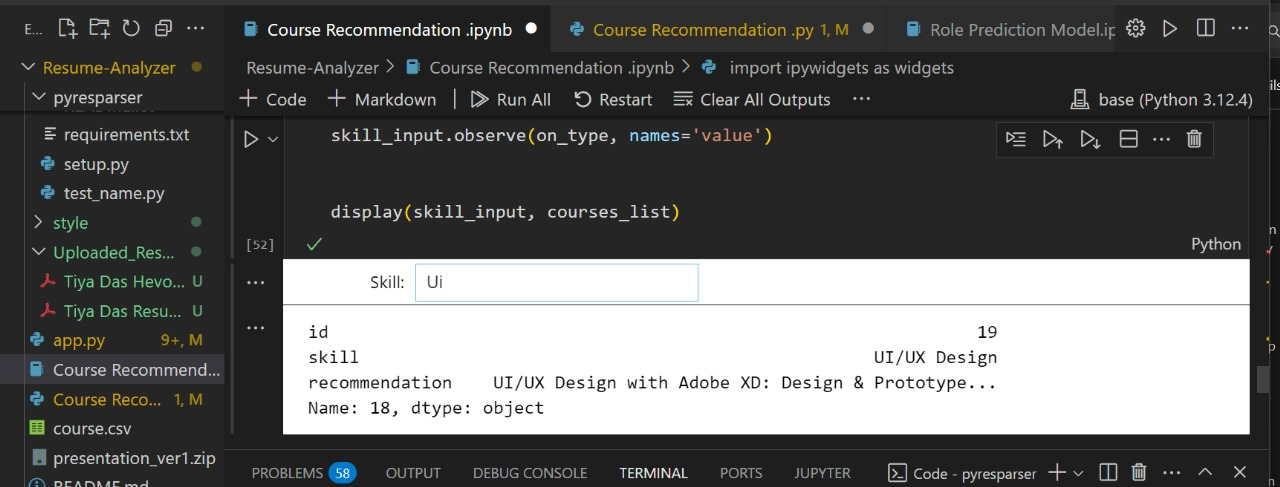 E...
Course Recommendation .ipynb
Course Recommendation .py 1, M
Role Prediction Model.ip
Resume-Analyzer
Resume-Analyzer > Course Recommendation .ipynb > import ipywidgets as widgets
pyresparser
+ Code + Markdown | Run All Restart Clear All Outputs ... base (Python 3.12.4)
requirements.txt
setup.py
test_name.py
style
Uploaded_Res...
Tiya Das Hevo... U
Tiya Das Resu... U
app.py 9+, M
Course Recommend...
Course Reco... 1, M
course.csv
presentation_ver1.zip
README.md
skill_input.observe(on_type, names='value')
display(skill_input, courses_list)
[52]
Python
Skill: Ui
id 19
skill UI/UX Design
recommendation UI/UX Design with Adobe XD: Design & Prototype...
Name: 18, dtype: object
PROBLEMS 58 OUTPUT DEBUG CONSOLE TERMINAL PORTS JUPYTER
Code - pyresparser